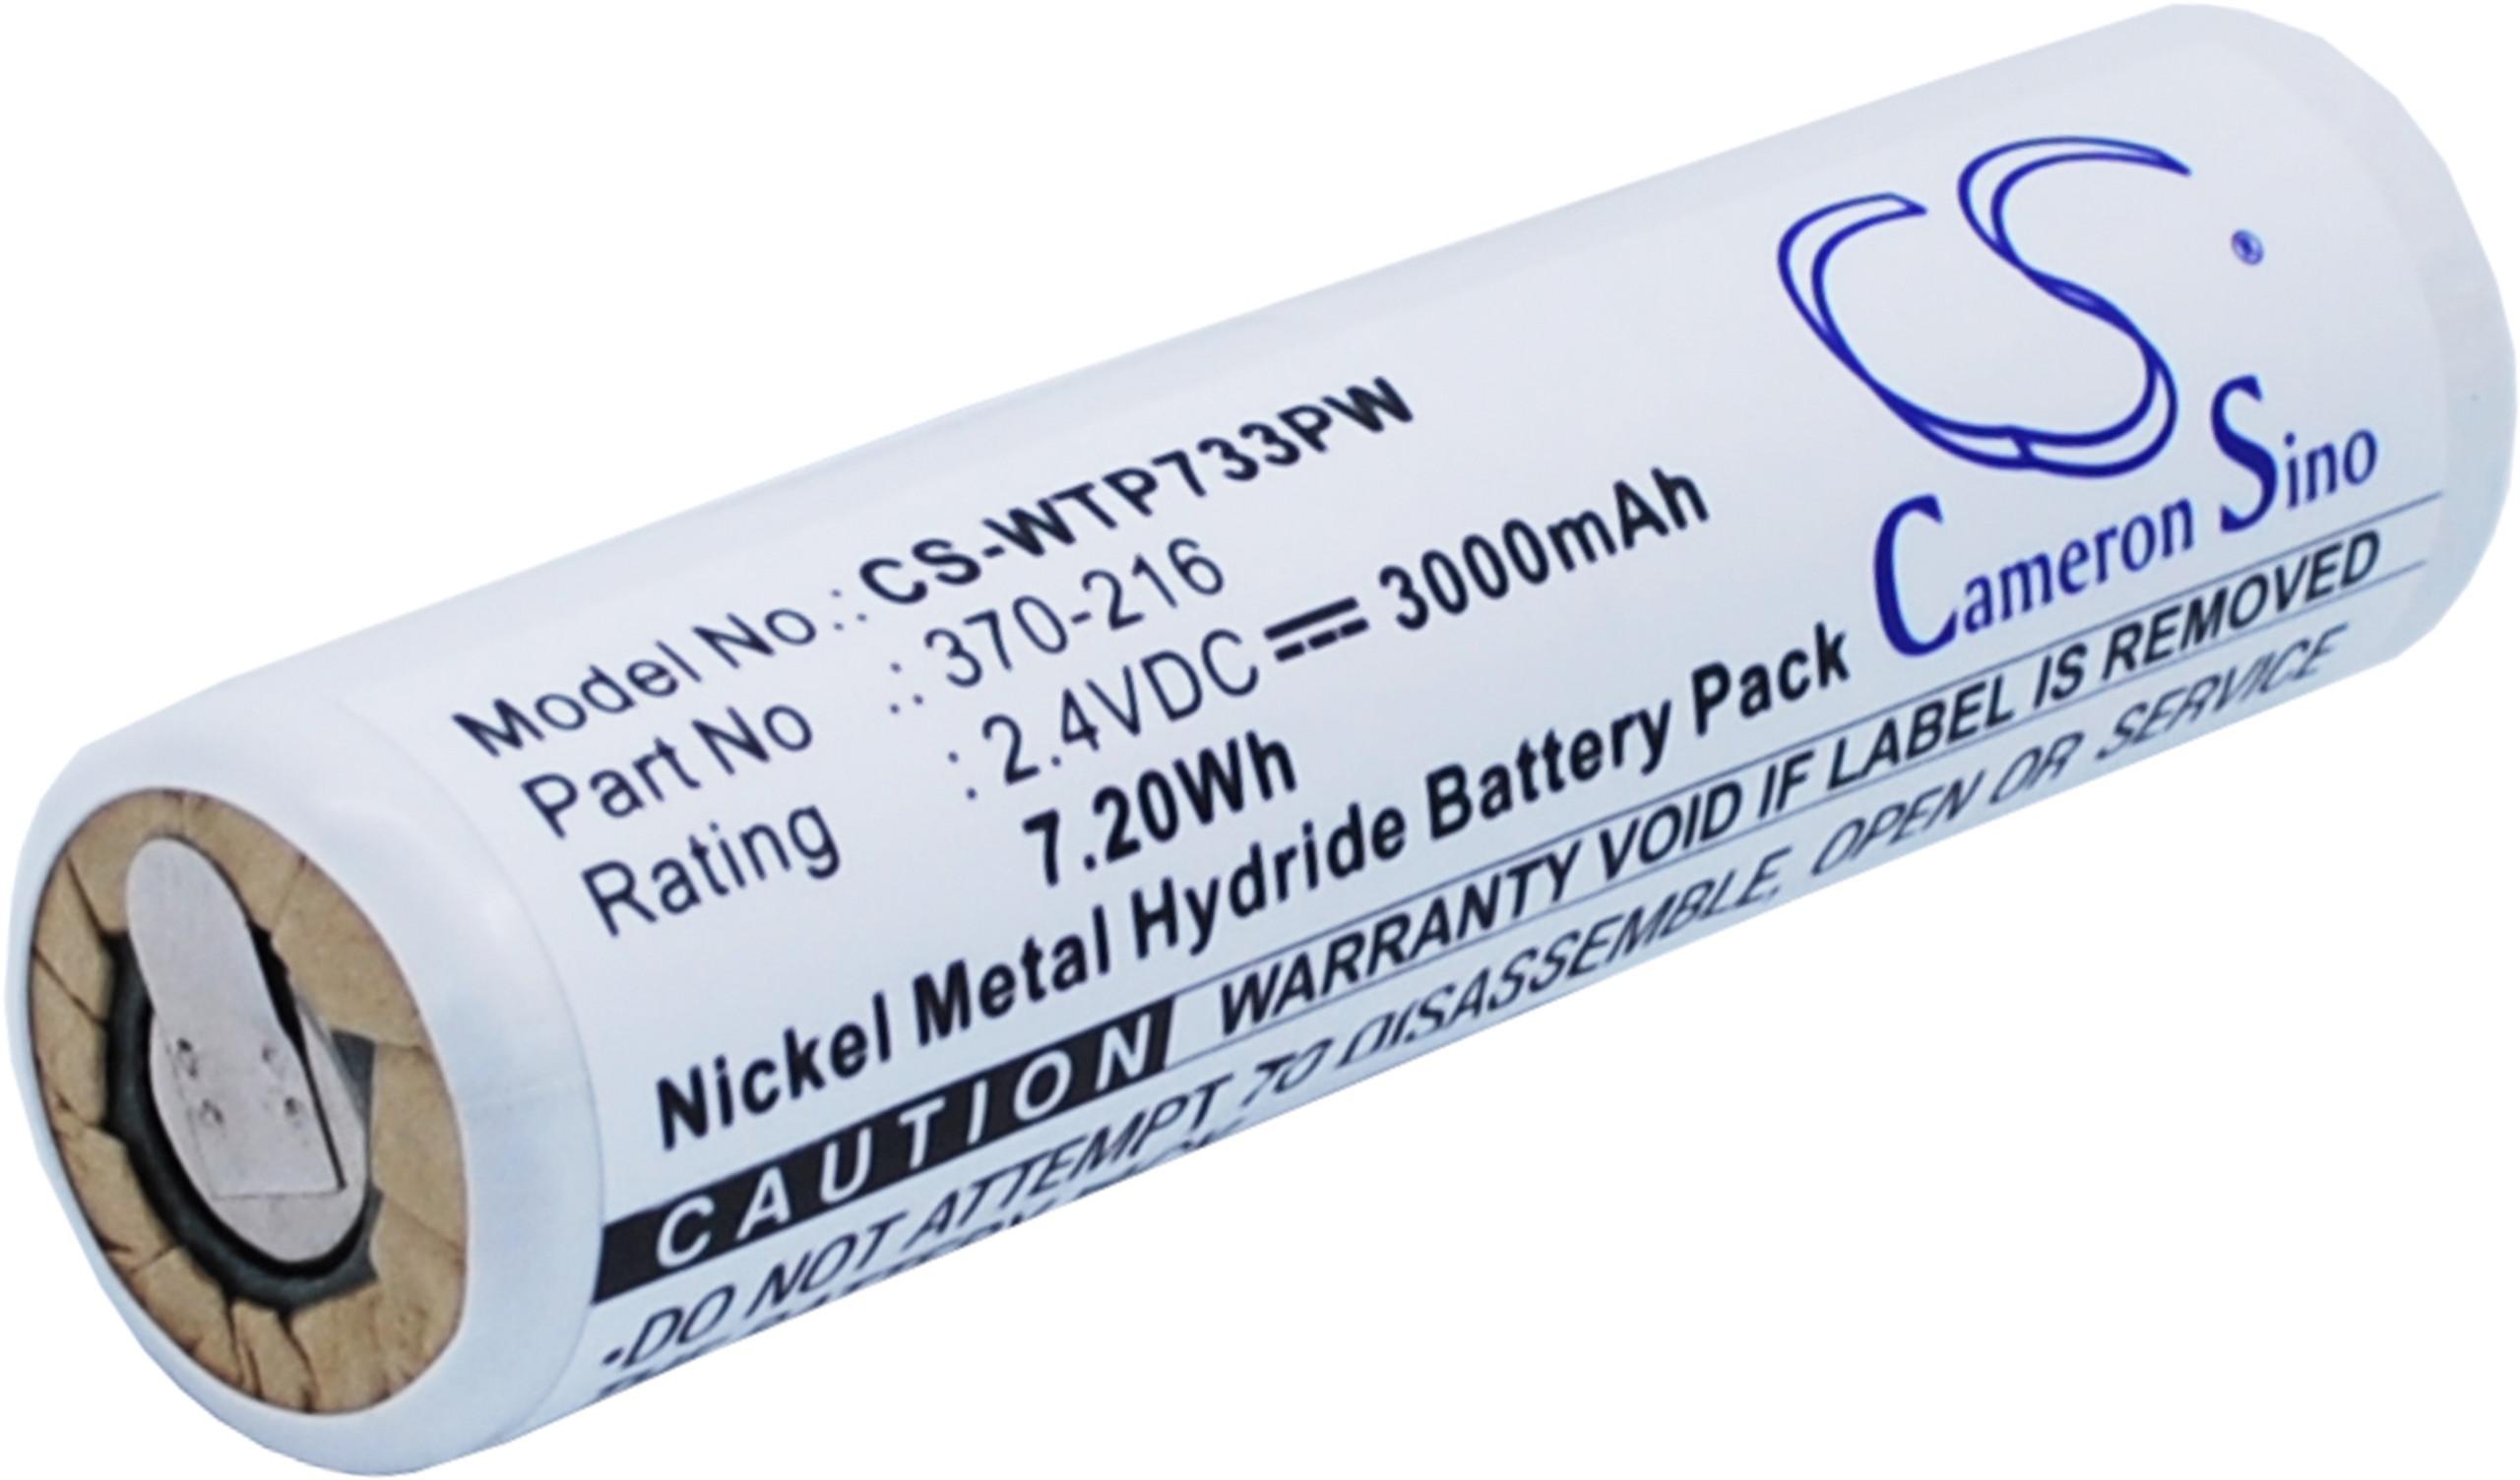 CS ®
Cameron Sino
Model No.: CS-WTP733PW
Part No .: 370-216
Rating : 2.4VDC⎓3000mAh
7.20Wh
Nickel Metal Hydride Battery Pack
CAUTION WARRANTY VOID IF LABEL IS REMOVED
•DO NOT ATTEMPT TO DISASSEMBLE, OPEN OR SERVICE